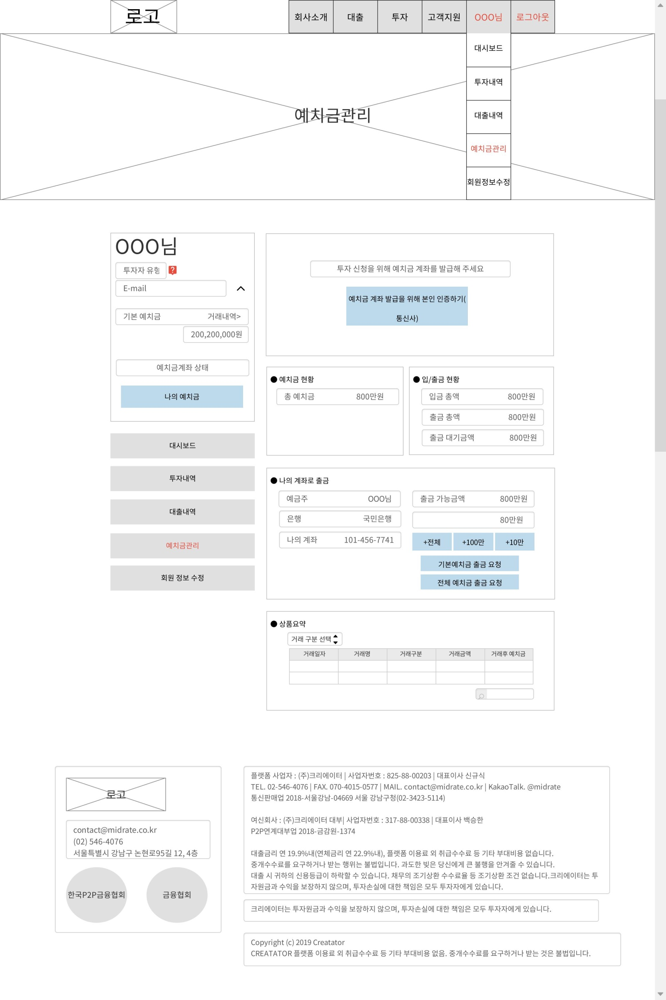 로고
회사소개 대출 투자 고객지원 OOO님 로그아웃
대시보드
투자내역
대출내역
예치금관리
회원정보수정
예치금관리
OOO님
투자자 유형
E-mail
기본 예치금 거래내역>
200,200,000원
예치금계좌 상태
나의 예치금
대시보드
투자내역
대출내역
예치금관리
회원 정보 수정
투자 신청을 위해 예치금 계좌를 발급해 주세요
예치금 계좌 발급을 위해 본인 인증하기(
통신사)
예치금 현황
총 예치금 800만원
입/출금 현황
입금 총액 800만원
출금 총액 800만원
출금 대기금액 800만원
나의 계좌로 출금
예금주 OOO님
은행 국민은행
나의 계좌 101-456-7741
출금 가능금액 800만원
80만원
+전체 +100만 +10만
기본예치금 출금 요청
전체 예치금 출금 요청
상품요약
거래 구분 선택
거래일자 거래명 거래구분 거래금액 거래후 예치금
로고
contact@midrate.co.kr
(02) 546-4076
서울특별시 강남구 논현로95길 12, 4층
한국P2P금융협회 금융협회
플랫폼 사업자 : (주)크리에이터 | 사업자번호 : 825-88-00203 | 대표이사 신규식
TEL. 02-546-4076 | FAX. 070-4015-0577 | MAIL. contact@midrate.co.kr | KakaoTalk. @midrate
통신판매업 2018-서울강남-04669 서울 강남구청(02-3423-5114)
여신회사 : (주)크리에이터 대부| 사업자번호 : 317-88-00338 | 대표이사 백승한
P2P연계대부업 2018-금감원-1374
대출금리 연 19.9%내(연체금리 연 22.9%내), 플랫폼 이용료 외 취급수수료 등 기타 부대비용 없습니다.
중개수수료를 요구하거나 받는 행위는 불법입니다. 과도한 빚은 당신에게 큰 불행을 안겨줄 수 있습니다.
대출 시 귀하의 신용등급이 하락할 수 있습니다. 채무의 조기상환 수수료율 등 조기상환 조건 없습니다.크리에이터는 투
자원금과 수익을 보장하지 않으며, 투자손실에 대한 책임은 모두 투자자에게 있습니다.
크리에이터는 투자원금과 수익을 보장하지 않으며, 투자손실에 대한 책임은 모두 투자자에게 있습니다.
Copyright (c) 2019 Creatator
CREATATOR 플랫폼 이용료 외 취급수수료 등 기타 부대비용 없음. 중개수수료를 요구하거나 받는 것은 불법입니다.